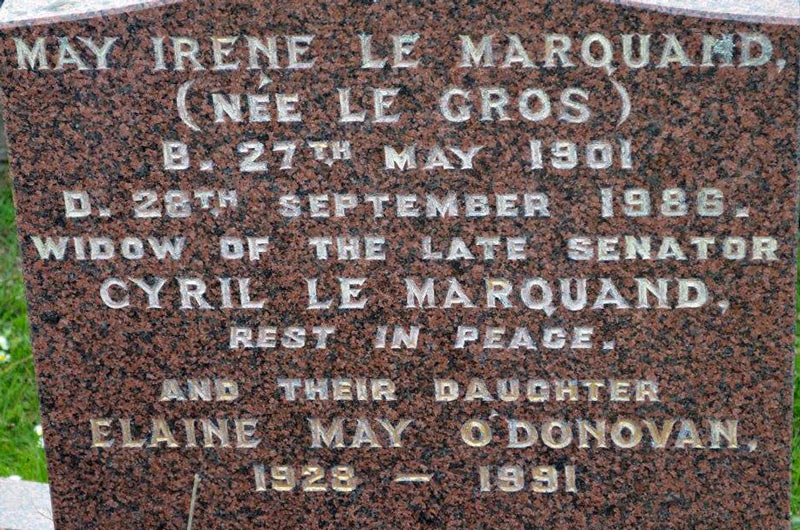 MAY IRENE LE MARQUAND,
(NÉE LE GROS)
B. 27TH MAY 1901
D. 28TH SEPTEMBER 1986.
WIDOW OF THE LATE SENATOR
CYRIL LE MARQUAND,
REST IN PEACE.
AND THEIR DAUGHTER
ELAINE MAY O'DONOVAN,
1928 — 1991